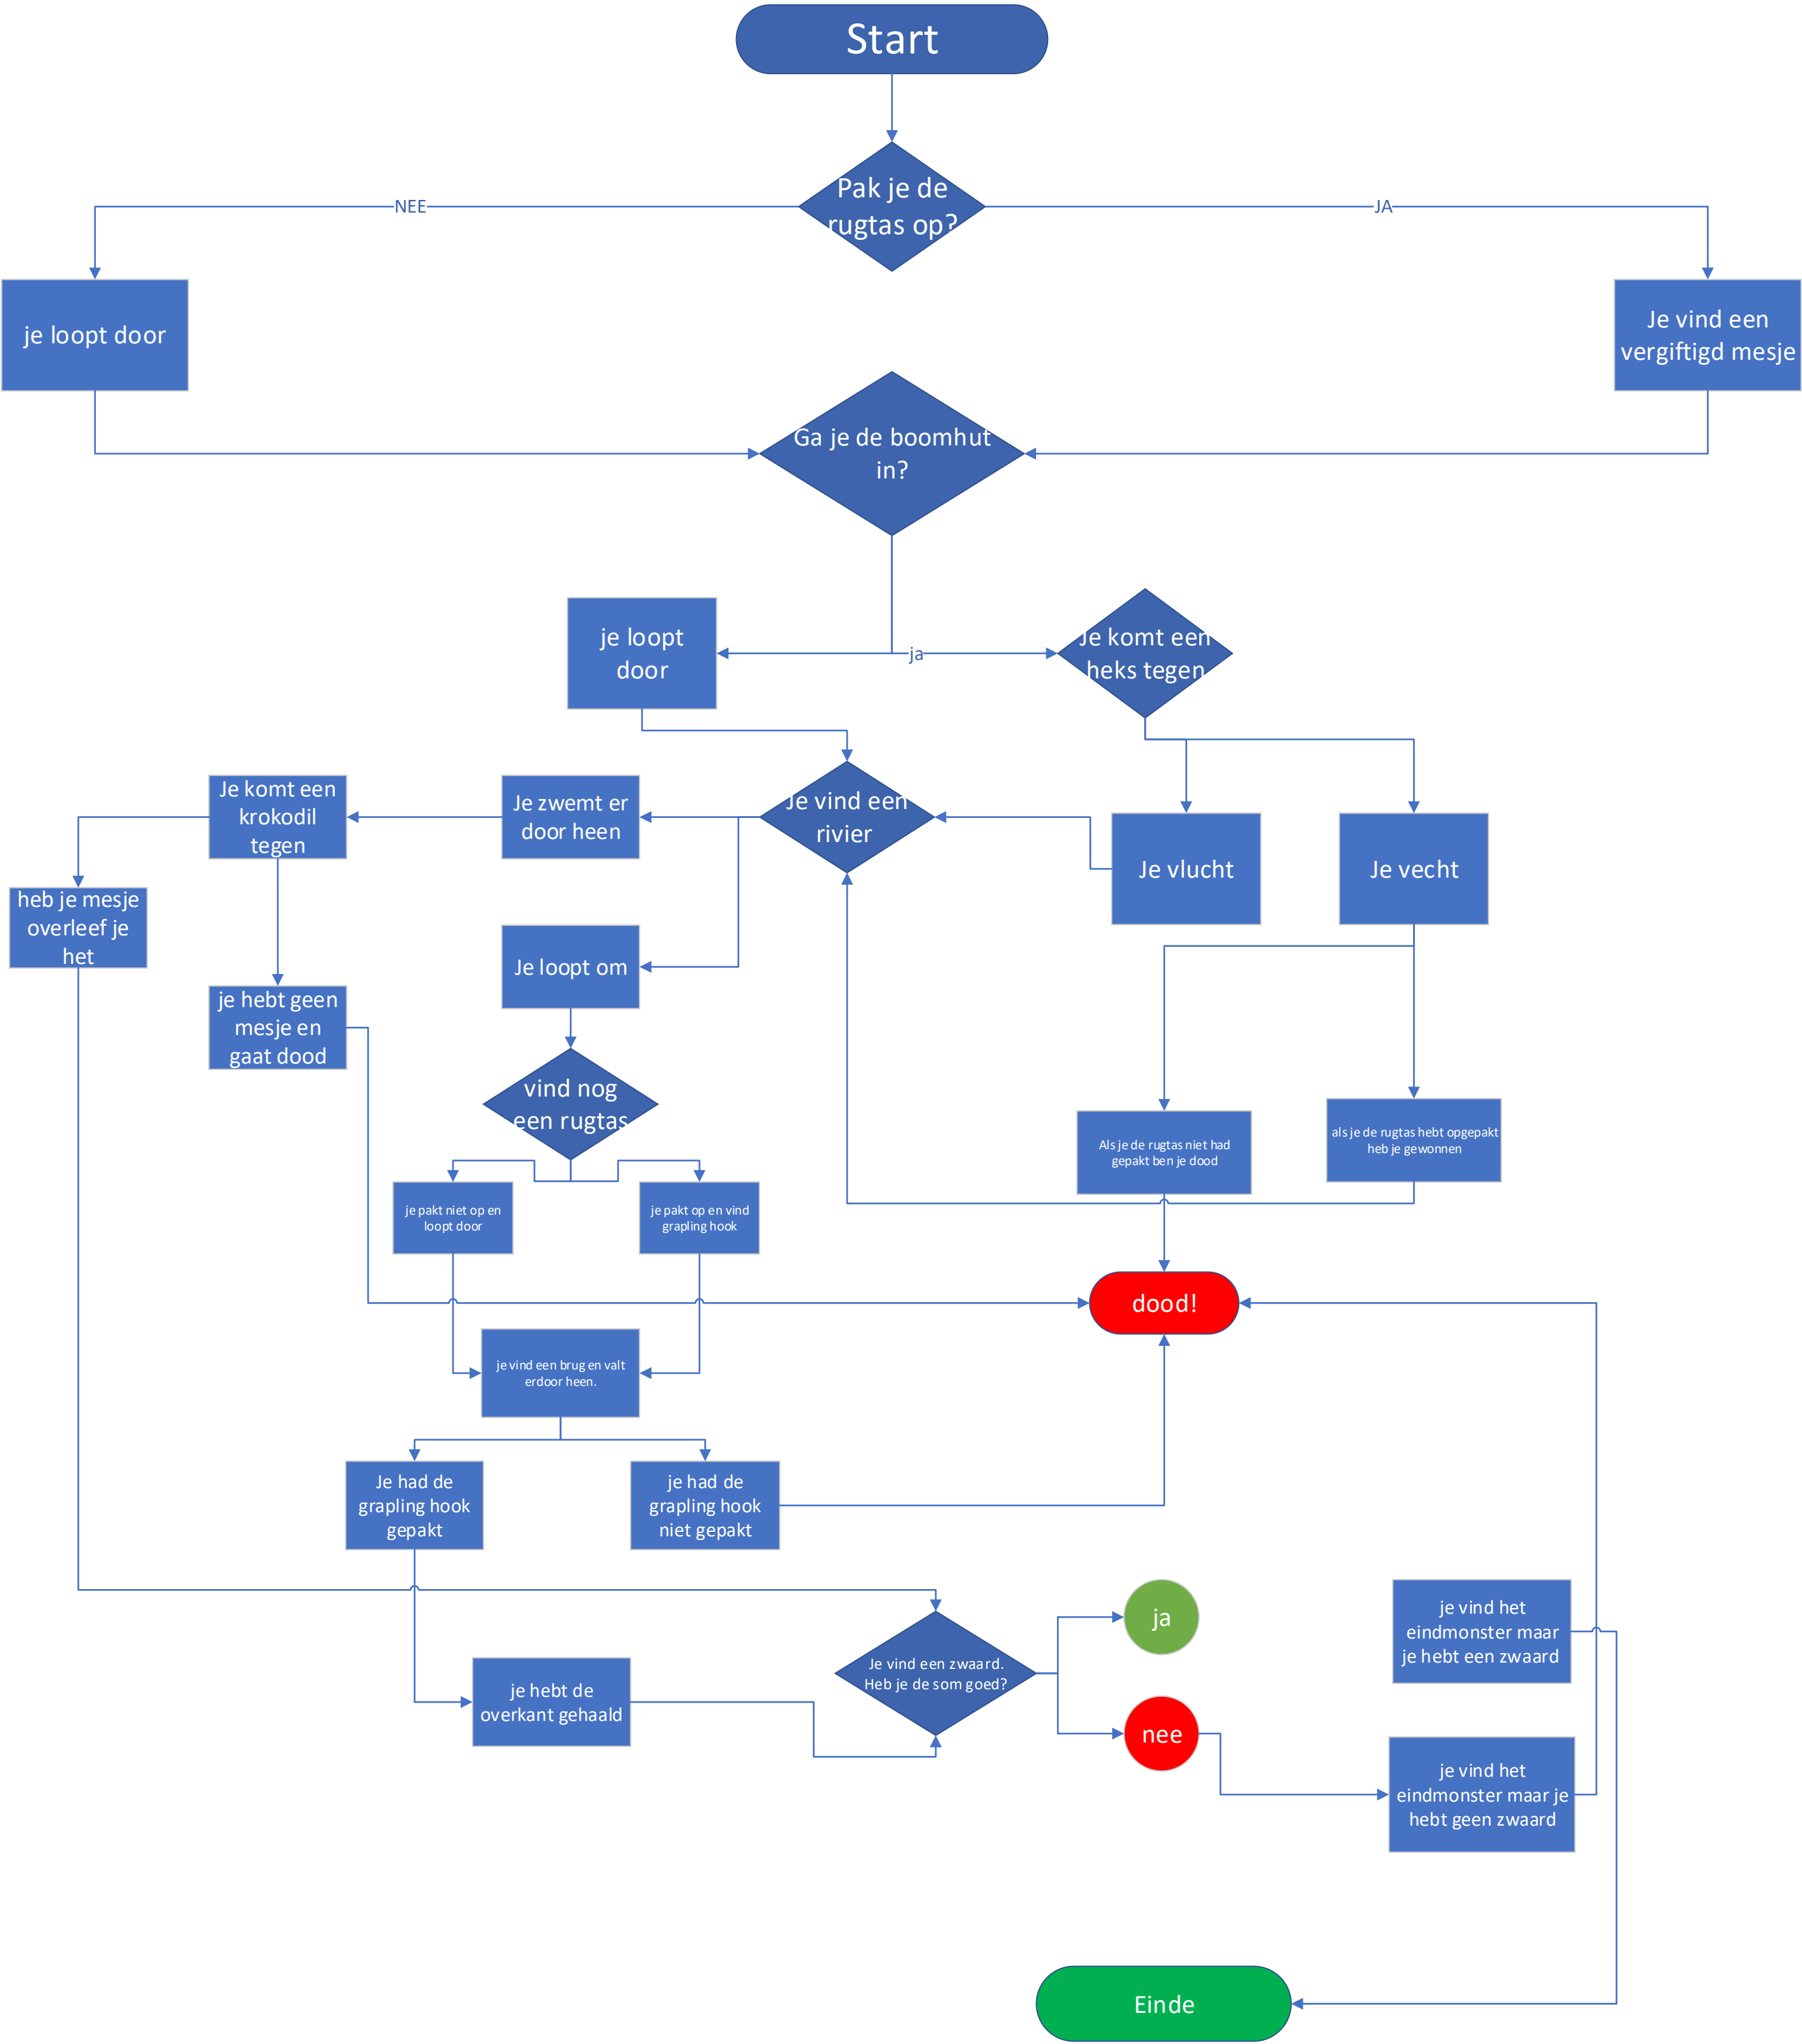 Start
Pak je de
rugtas op?
NEE
JA
je loopt door
Je vind een
vergiftigd mesje
Ga je de boomhut
in?
je loopt
door
ja
Je komt een
heks tegen
Je komt een
krokodil
tegen
Je zwemt er
door heen
Je vind een
rivier
Je vlucht
Je vecht
heb je mesje
overleef je
het
Je loopt om
je hebt geen
mesje en
gaat dood
vind nog
een rugtas
Als je de rugtas niet had
gepakt ben je dood
als je de rugtas hebt opgepakt
heb je gewonnen
je pakt niet op en
loopt door
je pakt op en vind
grapling hook
dood!
je vind een brug en valt
erdoor heen.
Je had de
grapling hook
gepakt
je had de
grapling hook
niet gepakt
ja
je vind het
eindmonster maar
je hebt een zwaard
Je vind een zwaard.
Heb je de som goed?
je hebt de
overkant gehaald
nee
je vind het
eindmonster maar je
hebt geen zwaard
Einde